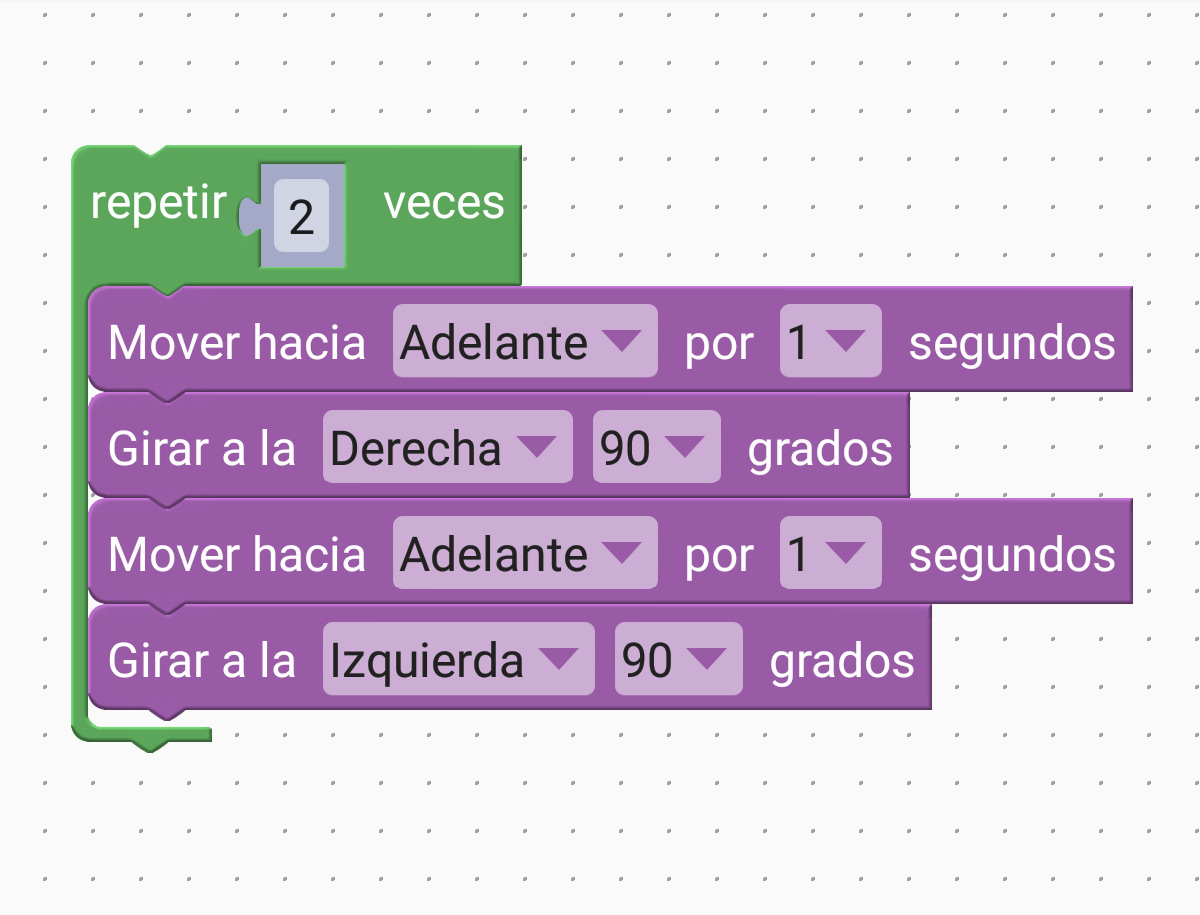 repetir 2 veces
Mover hacia Adelante por 1 segundos
Girar a la Derecha 90 grados
Mover hacia Adelante por 1 segundos
Girar a la Izquierda 90 grados